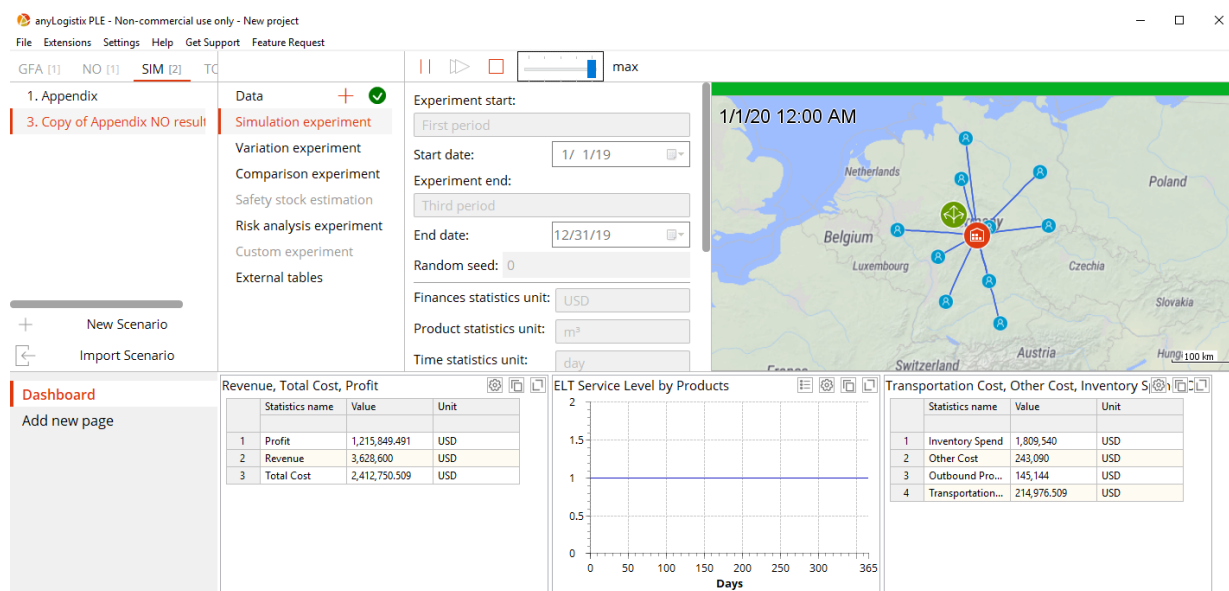 anyLogistix PLE - Non-commercial use only - New project
File Extensions Settings Help Get Support Feature Request
GFA [1] NO [1] SIM [2] TO
max
1. Appendix
3. Copy of Appendix NO result
New Scenario
Import Scenario
Data
Simulation experiment
Variation experiment
Comparison experiment
Safety stock estimation
Risk analysis experiment
Custom experiment
External tables
Experiment start:
First period
Start date: 1/ 1/19
Experiment end:
Third period
End date: 12/31/19
Random seed: 0
Finances statistics unit: USD
Product statistics unit: m³
Time statistics unit: day
1/1/20 12:00 AM
Netherlands
Poland
Belgium
Luxembourg
Czechia
Slovakia
Austria
Switzerland
100 km
Dashboard
Add new page
Revenue, Total Cost, Profit
Statistics name Value Unit
1 Profit 1,215,849.491 USD
2 Revenue 3,628,600 USD
3 Total Cost 2,412,750.509 USD
ELT Service Level by Products
2
1.5
1
0.5
0
0 50 100 150 200 250 300 365
Days
Transportation Cost, Other Cost, Inventory
Statistics name Value Unit
1 Inventory Spend 1,809,540 USD
2 Other Cost 243,090 USD
3 Outbound Pro... 145,144 USD
4 Transportation... 214,976.509 USD